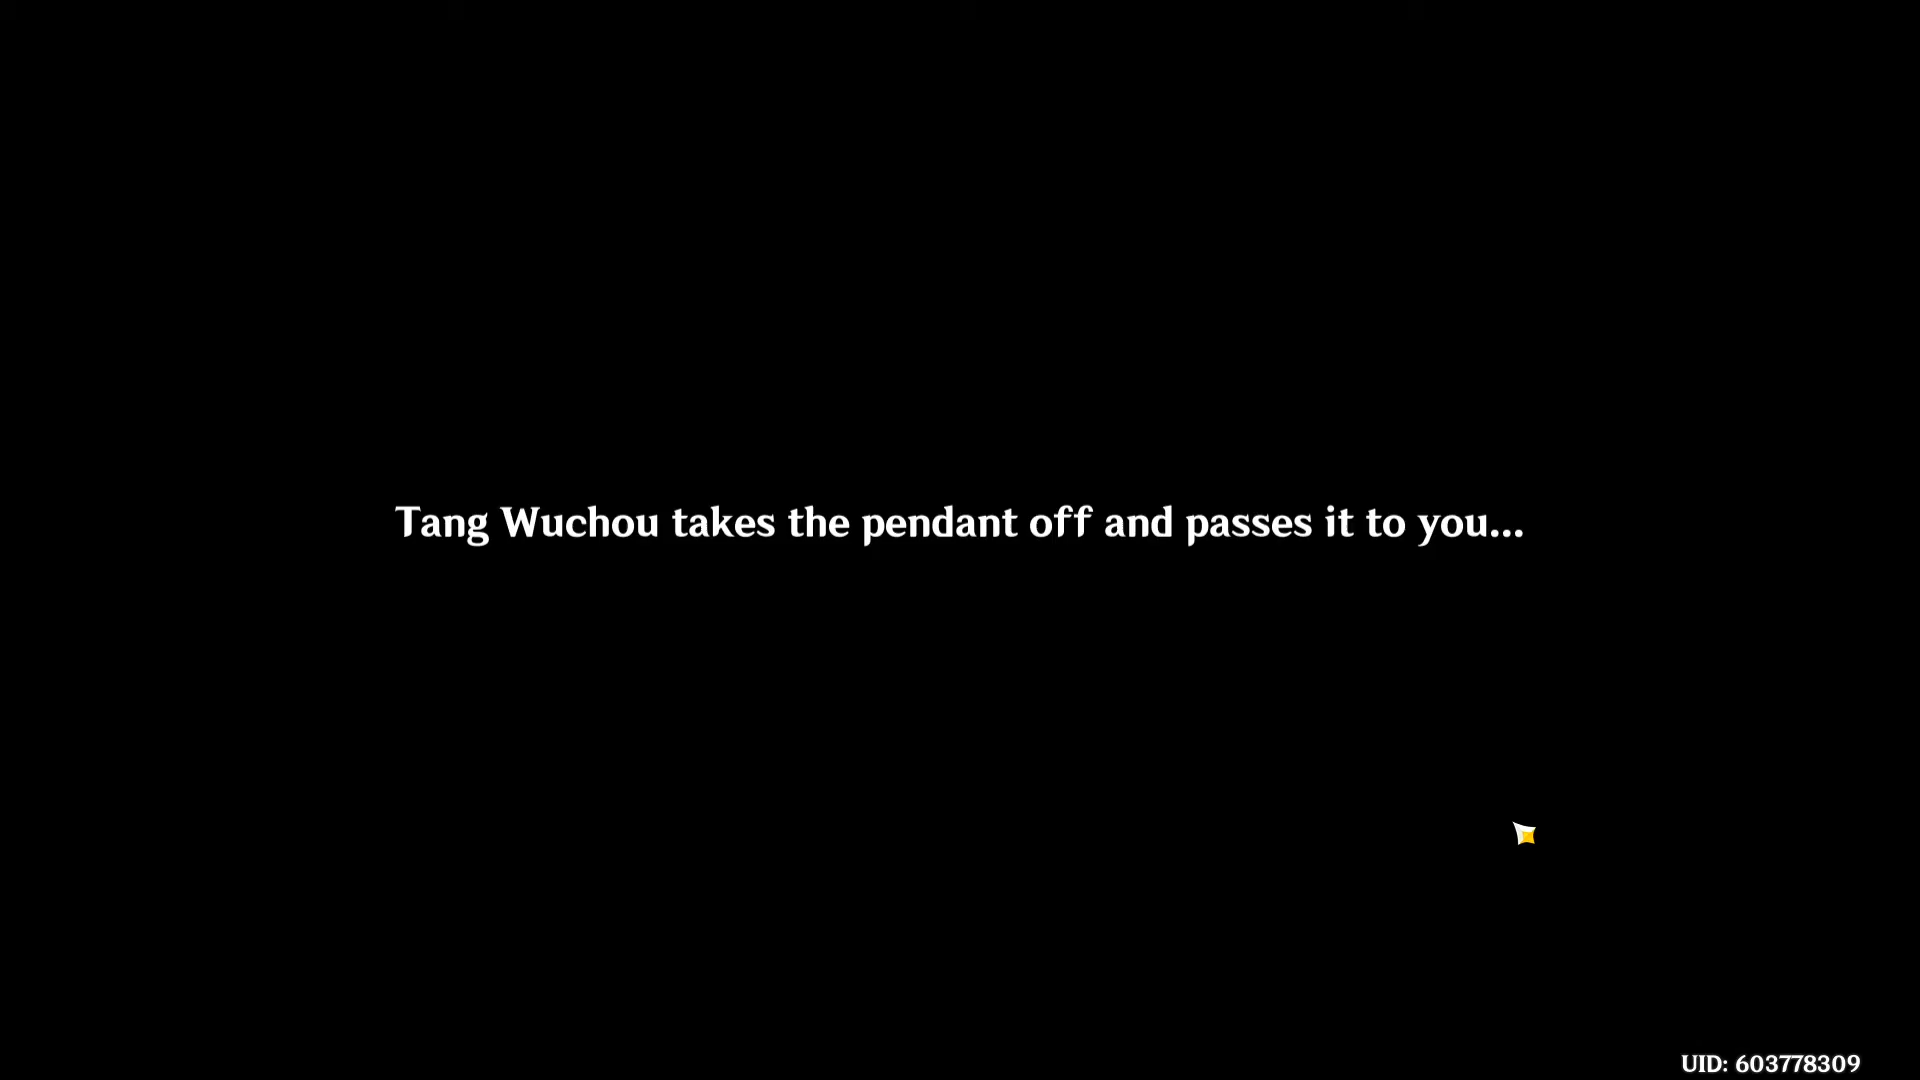 Tang Wuchou takes the pendant off and passes it to you...
UID: 603778309